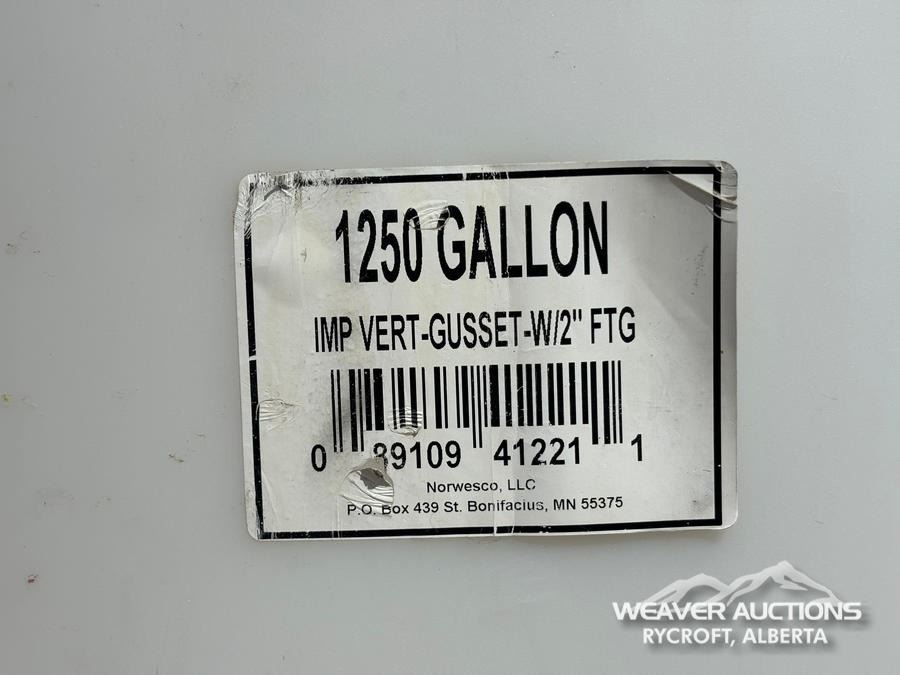 1250 GALLON
IMP VERT-GUSSET-W/2" FTG
0 89109 41221 1
Norwesco, LLC
P.O. Box 439 St. Bonifacius, MN 55375
WEAVER AUCTIONS
RYCROFT, ALBERTA